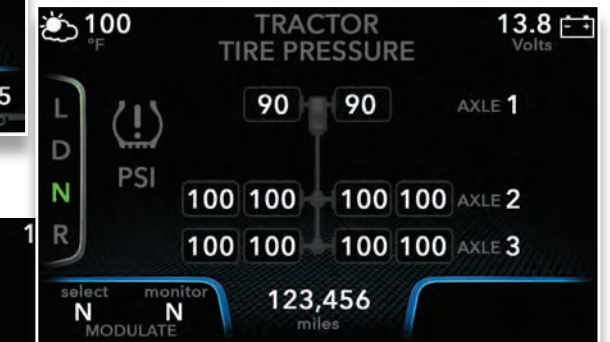 100 °F
TRACTOR
TIRE PRESSURE
13.8
Volts
5
L
D
N
R
PSI
90 90 AXLE 1
100 100 100 100 AXLE 2
100 100 100 100 AXLE 3
1
select monitor
N N
MODULATE
123,456
miles